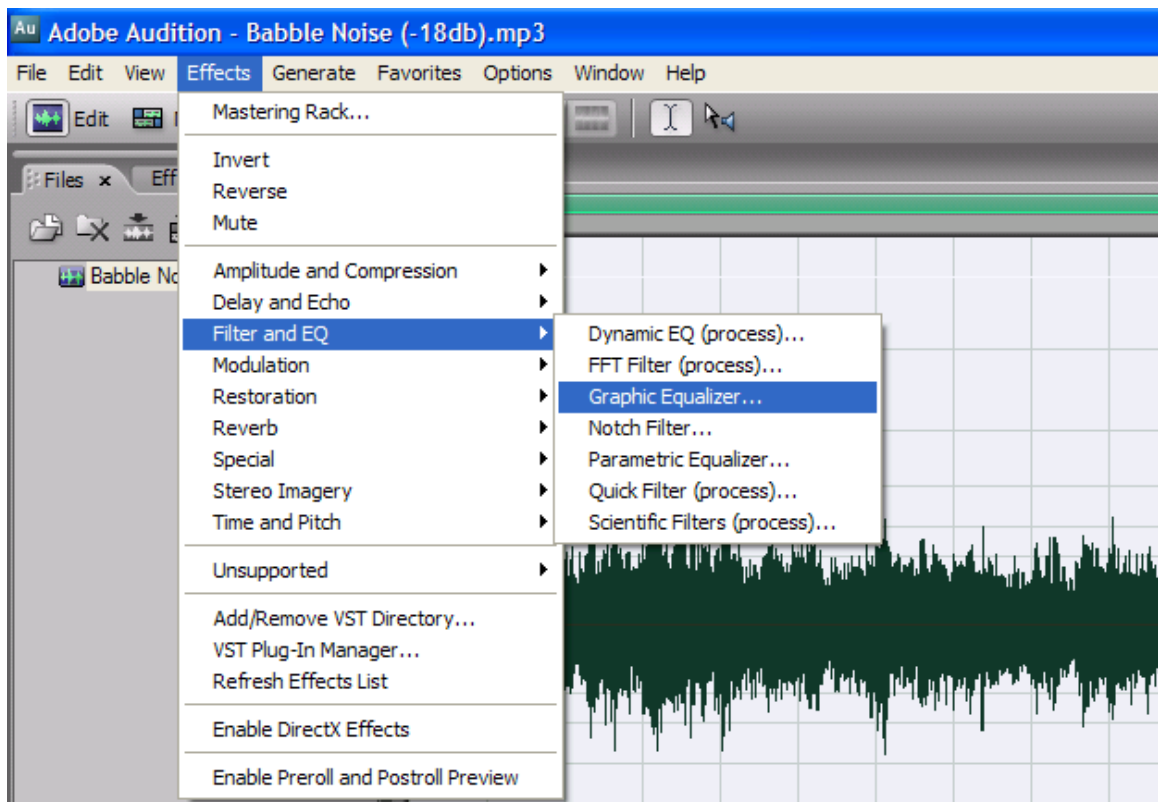 Au Adobe Audition - Babble Noise (-18db).mp3
File Edit View Effects Generate Favorites Options Window Help
Edit
Files x Eff
Babble No
Mastering Rack...
Invert
Reverse
Mute
Amplitude and Compression
Delay and Echo
Filter and EQ
Modulation
Restoration
Reverb
Special
Stereo Imagery
Time and Pitch
Unsupported
Add/Remove VST Directory...
VST Plug-In Manager...
Refresh Effects List
Enable DirectX Effects
Enable Preroll and Postroll Preview
Dynamic EQ (process)...
FFT Filter (process)...
Graphic Equalizer...
Notch Filter...
Parametric Equalizer...
Quick Filter (process)...
Scientific Filters (process)...